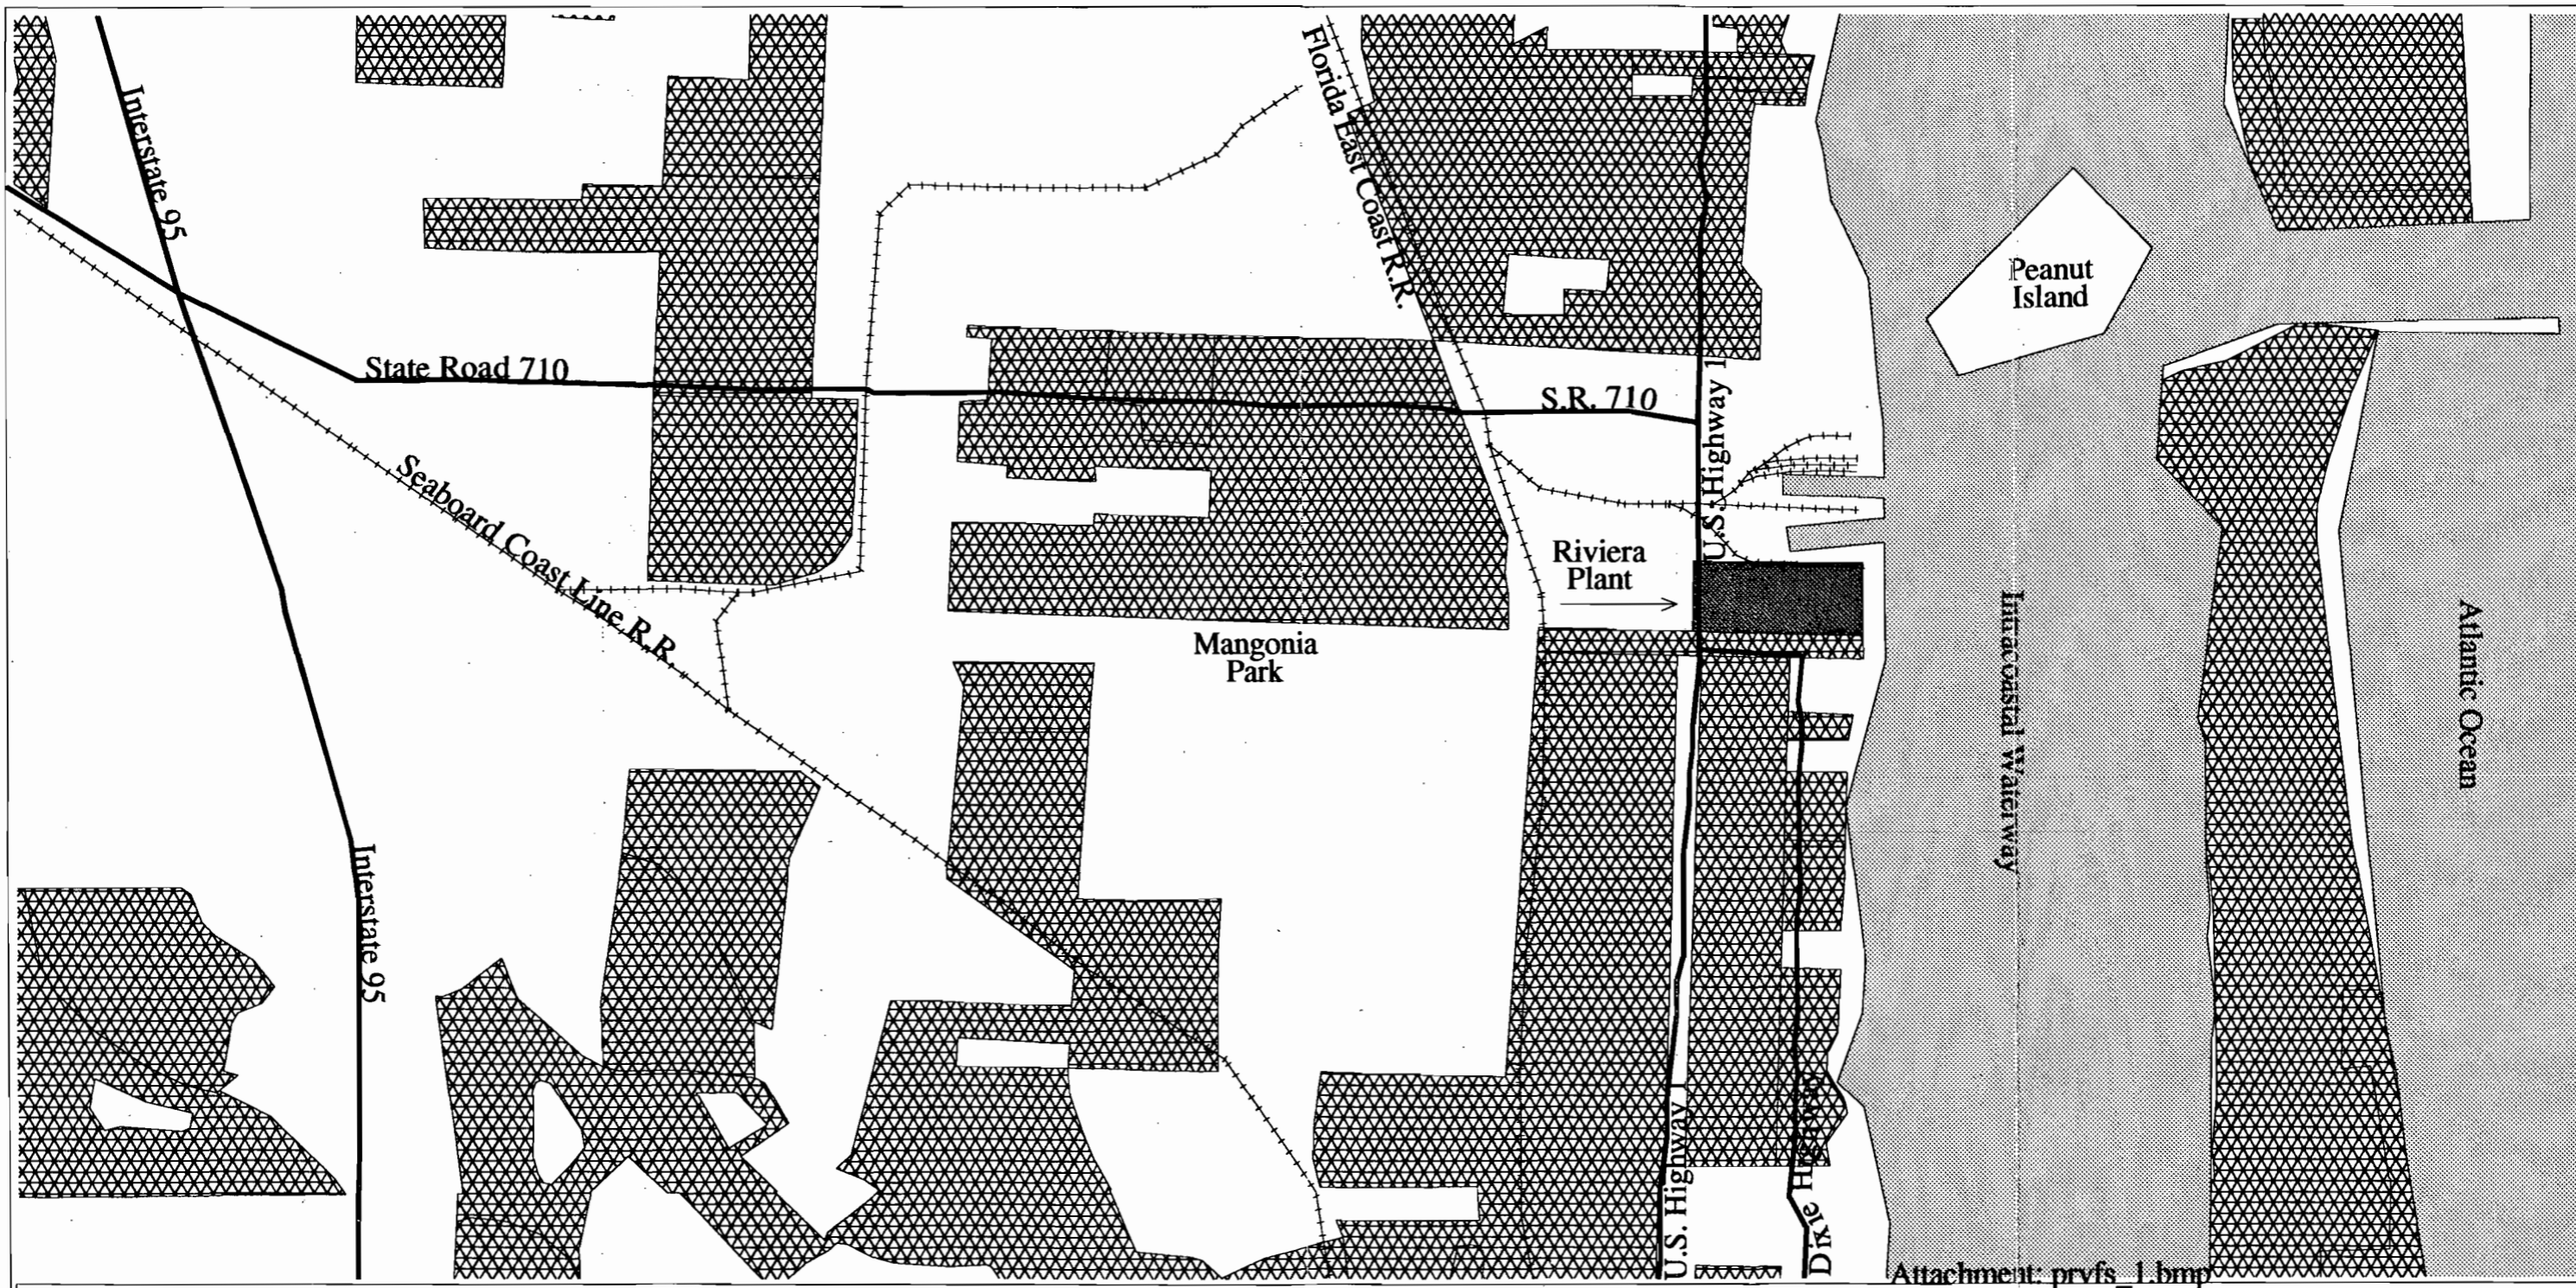 Interstate 95
Florida East Coast R.R.
Peanut
Island
State Road 710
S.R. 710
U.S. Highway 1
Seaboard Coast Line R.R.
Riviera
Plant
Mangonia
Park
Intracoastal Waterway
Atlantic Ocean
Interstate 95
U.S. Highway 1
Dixie Highway
Attachment: prvfs_1.bmp